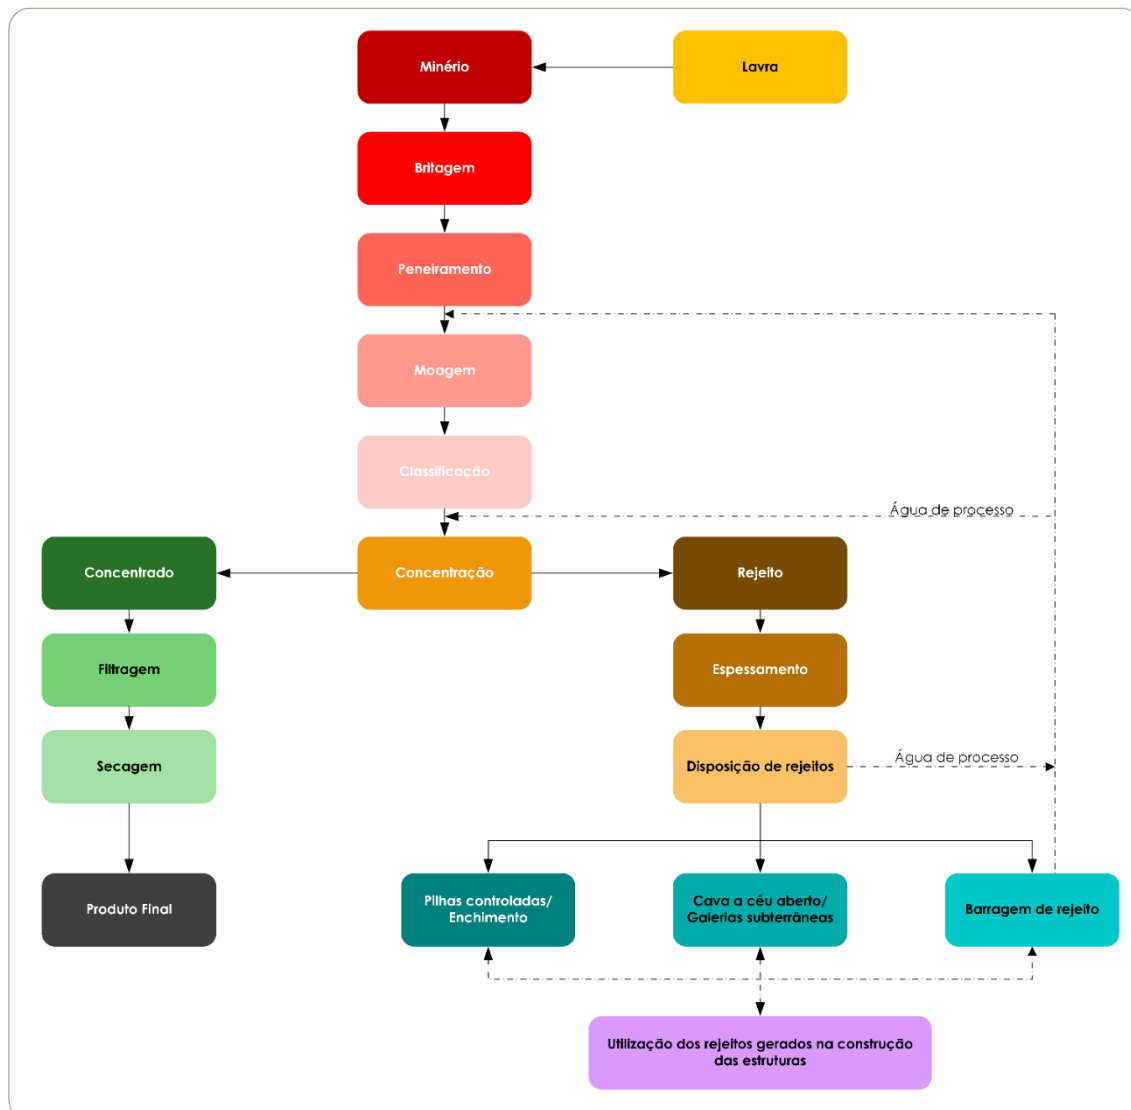 Minério
Lavra
Britagem
Peneiramento
Moagem
Classificação
Água de processo
Concentrado
Concentração
Rejeito
Filtragem
Espessamento
Secagem
Disposição de rejeitos
Água de processo
Produto Final
Pilhas controladas/
Enchimento
Cava a céu aberto/
Galerias subterrâneas
Barragem de rejeito
Utilização dos rejeitos gerados na construção
das estruturas